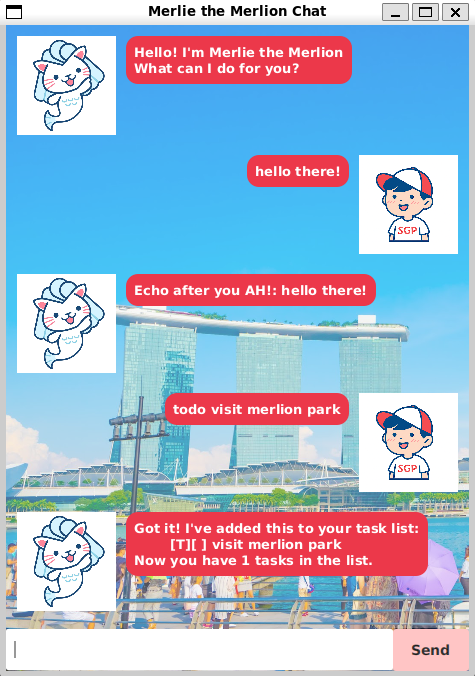 Merlie the Merlion Chat
Hello! I'm Merlie the Merlion
What can I do for you?
hello there!
SGP
Echo after you AH!: hello there!
todo visit merlion park
SGP
Got it! I've added this to your task list:
[T][ ] visit merlion park
Now you have 1 tasks in the list.
Send